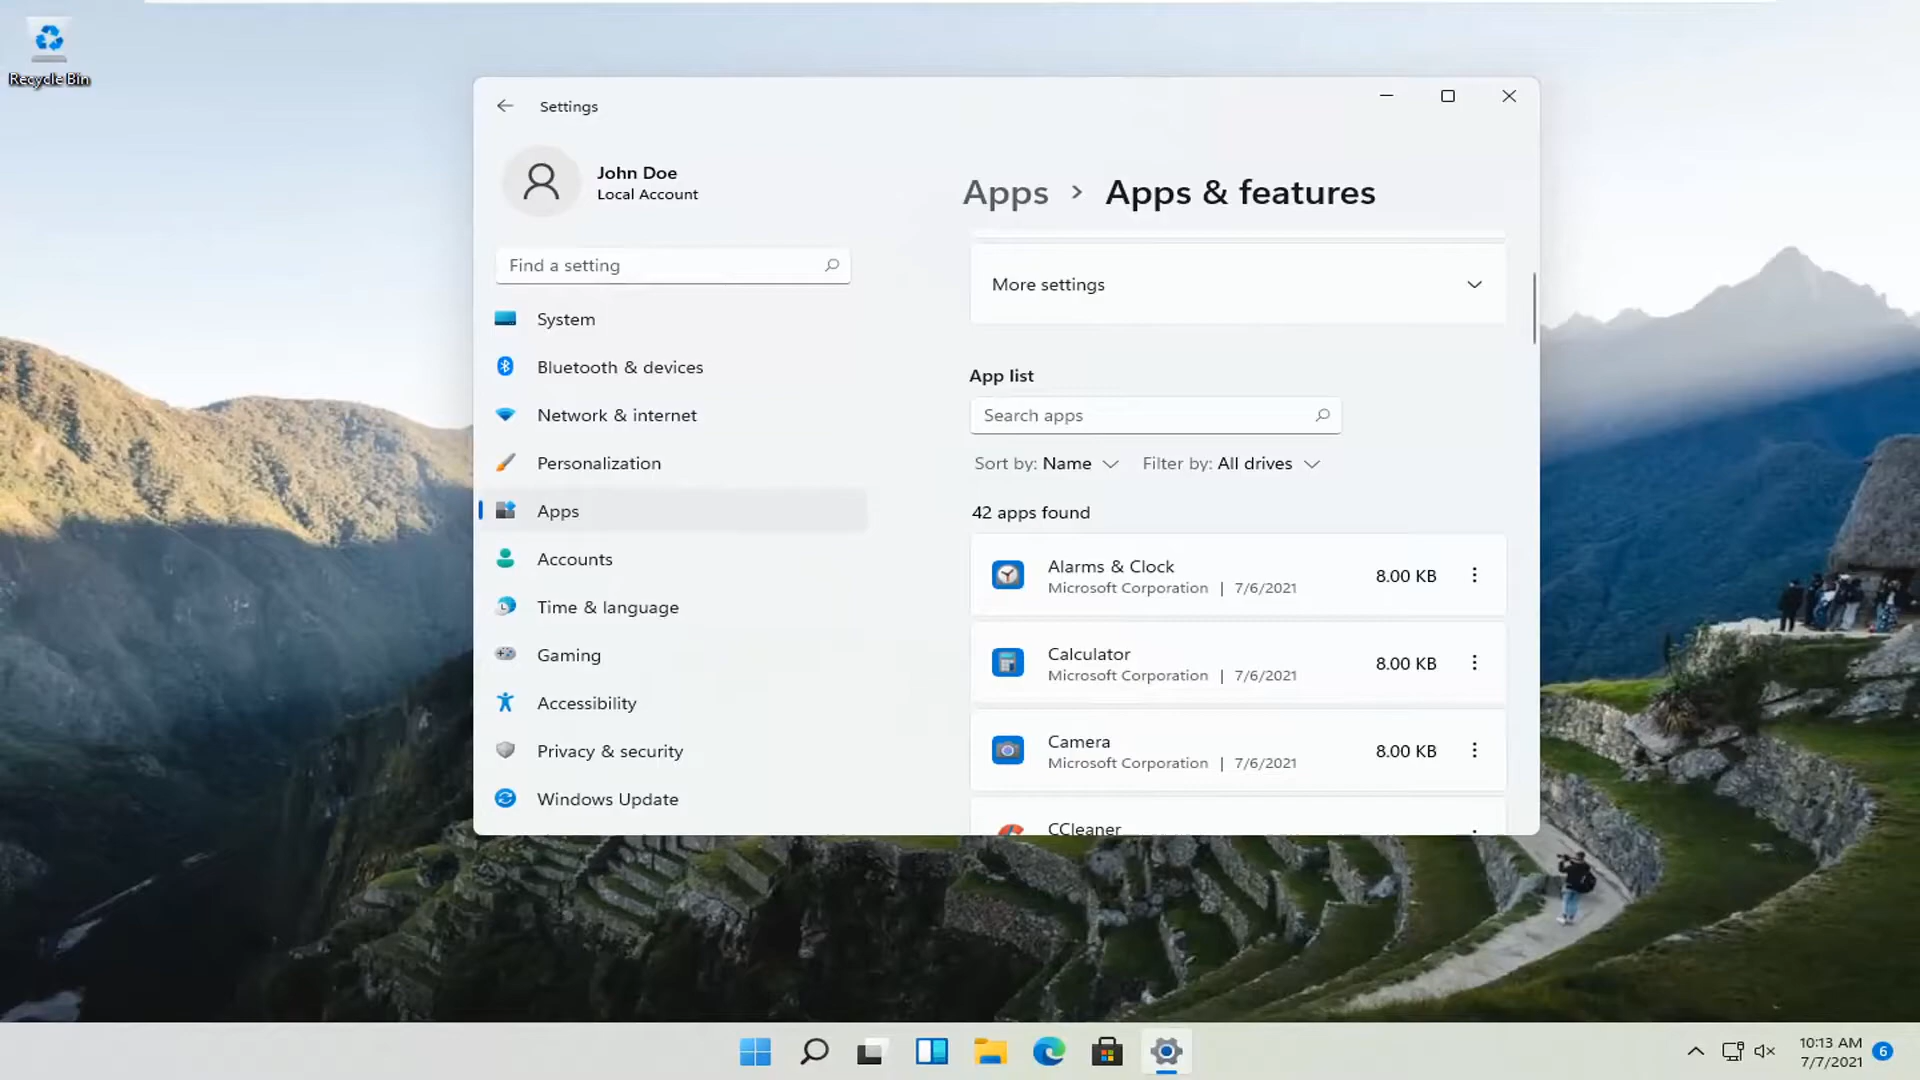 Recycle Bin
Settings
John Doe
Local Account
Find a setting
System
Bluetooth & devices
Network & internet
Personalization
Apps
Accounts
Time & language
Gaming
Accessibility
Privacy & security
Windows Update
Apps > Apps & features
More settings
App list
Search apps
Sort by: Name Filter by: All drives
42 apps found
Alarms & Clock
Microsoft Corporation | 7/6/2021
8.00 KB
Calculator
Microsoft Corporation | 7/6/2021
8.00 KB
Camera
Microsoft Corporation | 7/6/2021
8.00 KB
CCleaner
10:13 AM
7/7/2021
6